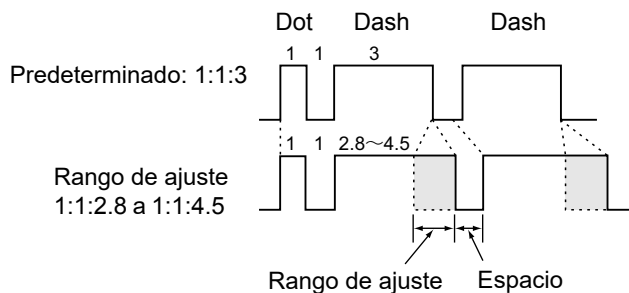 Dot Dash Dash
1 1 3
Predeterminado: 1:1:3
1 1 2.8～4.5
Rango de ajuste
1:1:2.8 a 1:1:4.5
Rango de ajuste Espacio